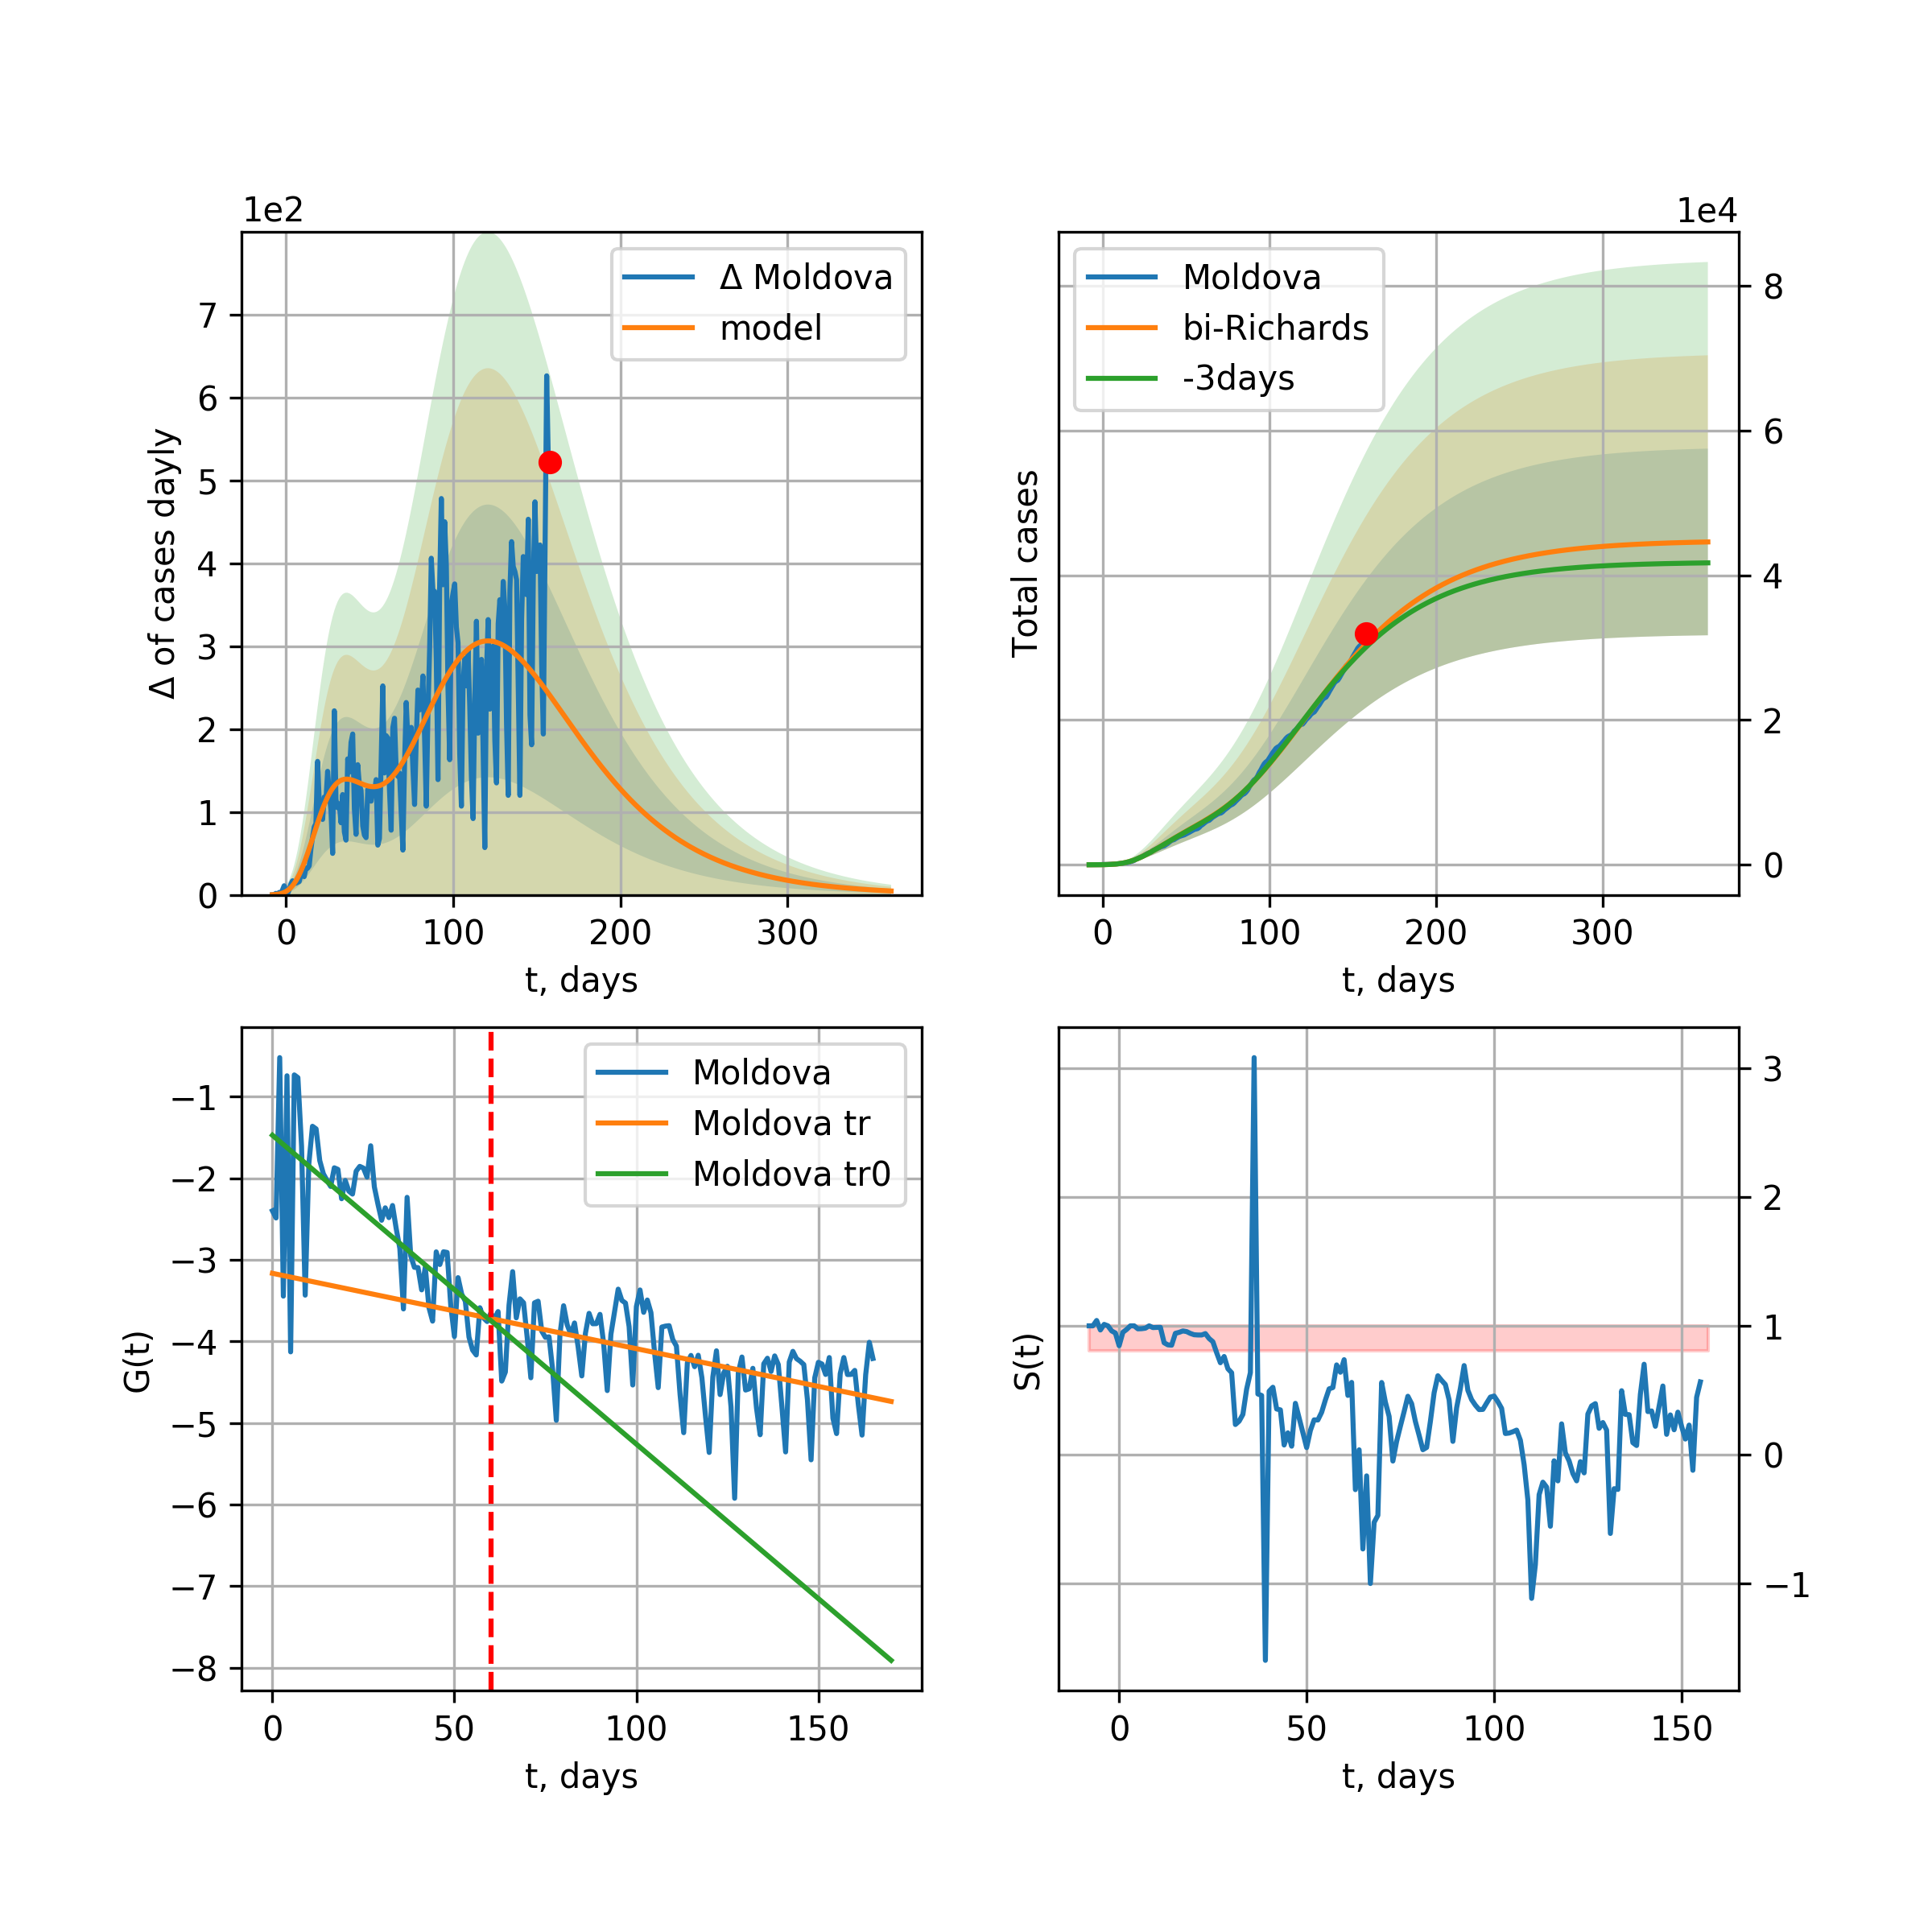 1e2
Δ of cases dayly
7
6
5
4
3
2
1
0
Δ Moldova
model
0 100 200 300
t, days
1e4
Total cases
Moldova
bi-Richards
-3days
8
6
4
2
0
0 100 200 300
t, days
G(t)
−1
−2
−3
−4
−5
−6
−7
−8
Moldova
Moldova tr
Moldova tr0
0 50 100 150
t, days
S(t)
3
2
1
0
−1
0 50 100 150
t, days